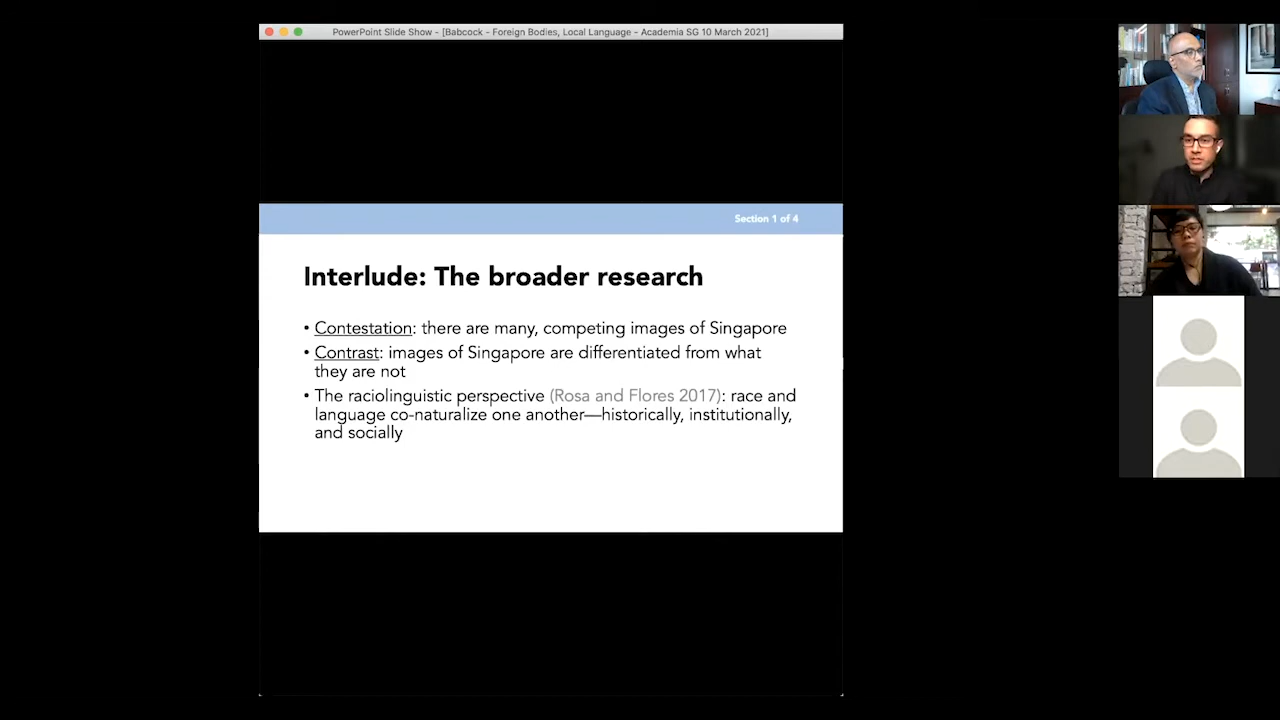 PowerPoint Slide Show - [Babcock - Foreign Bodies, Local Language - Academia SG 10 March 2021]
Section 1 of 4
Interlude: The broader research
• Contestation: there are many, competing images of Singapore
• Contrast: images of Singapore are differentiated from what
they are not
• The raciolinguistic perspective (Rosa and Flores 2017): race and
language co-naturalize one another—historically, institutionally,
and socially